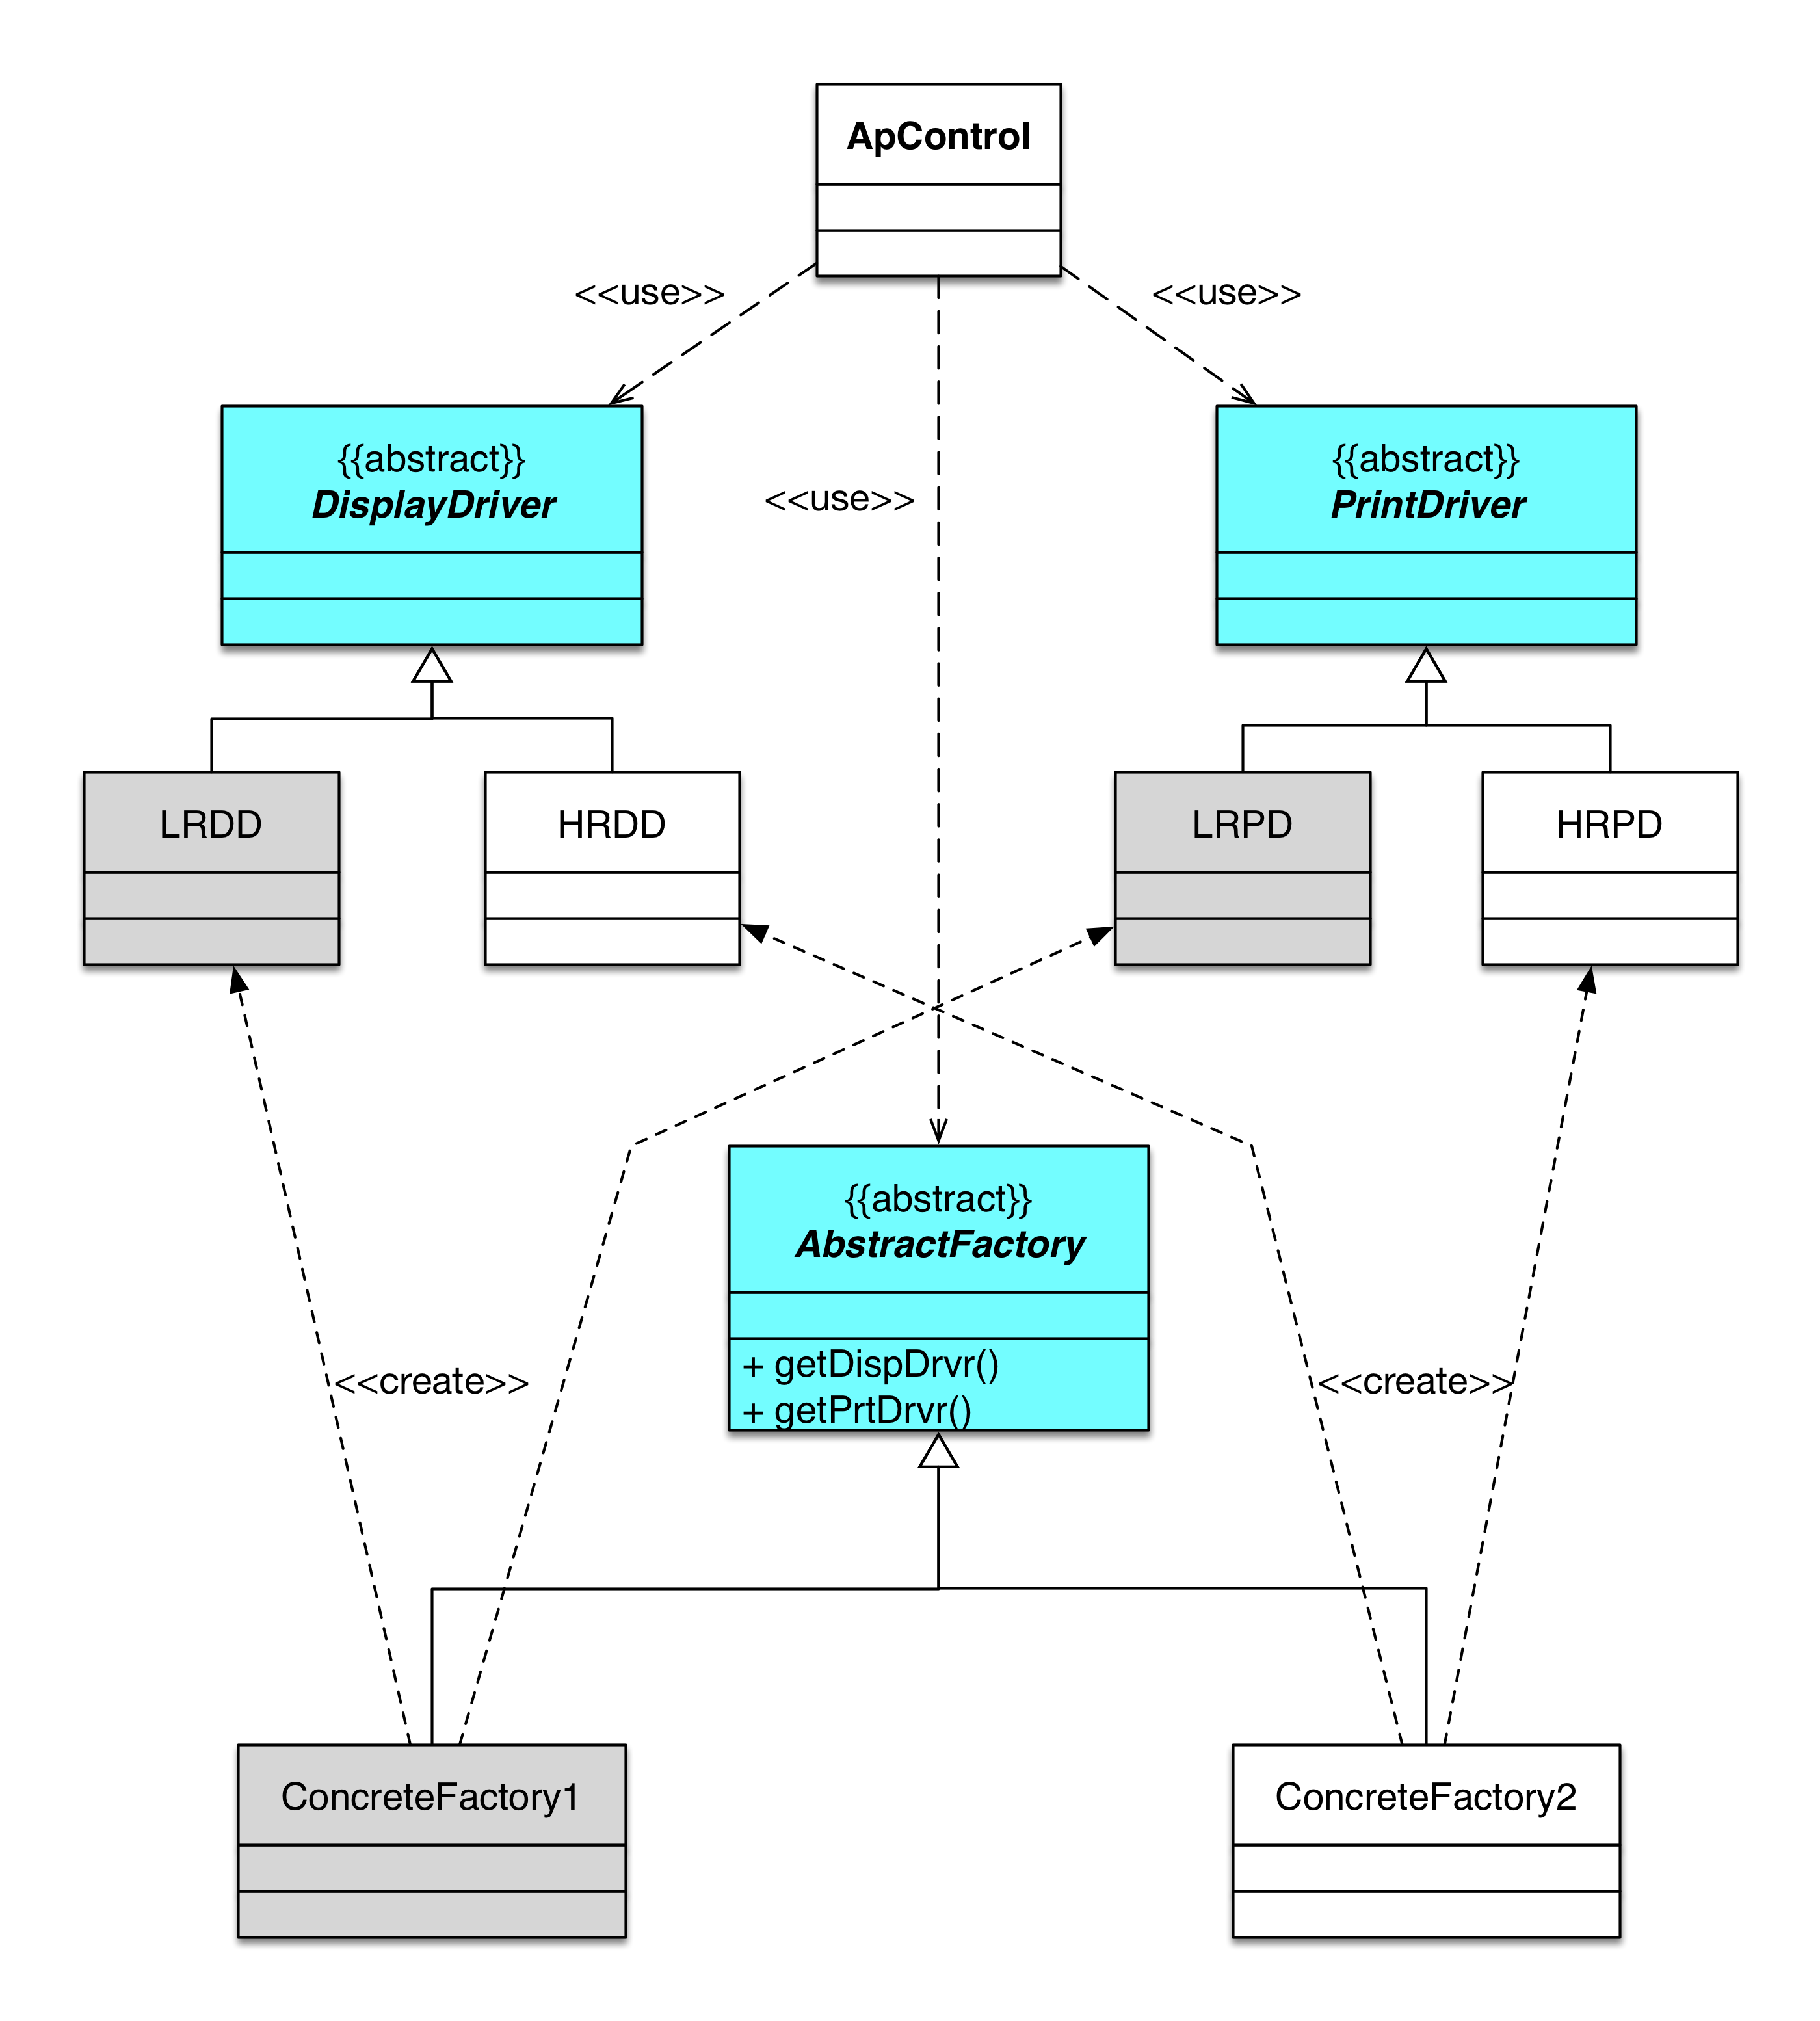 ApControl
<<use>>
<<use>>
{{abstract}}
DisplayDriver
<<use>>
{{abstract}}
PrintDriver
LRDD
HRDD
LRPD
HRPD
{{abstract}}
AbstractFactory
+ getDispDrvr()
+ getPrtDrvr()
<<create>>
<<create>>
ConcreteFactory1
ConcreteFactory2